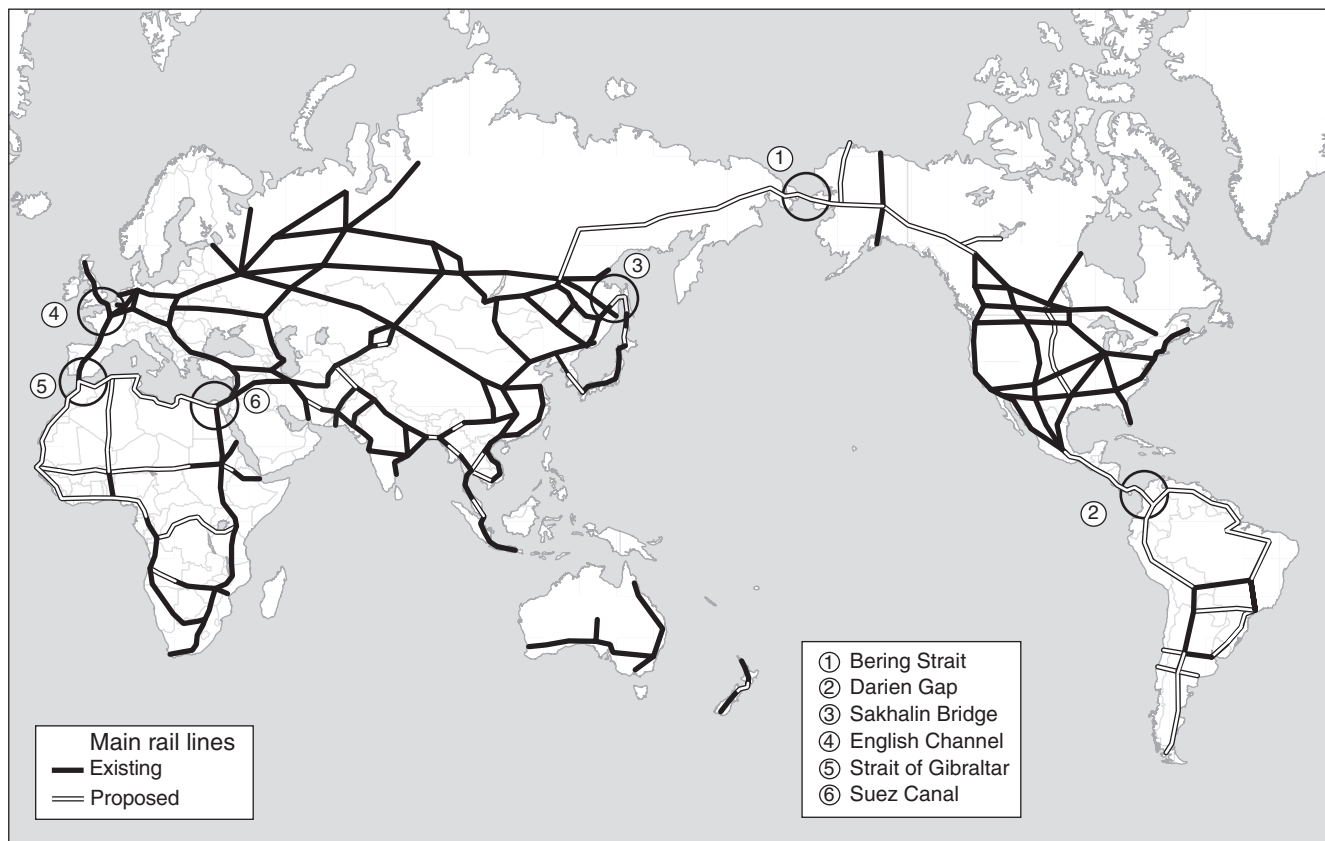 ①
③
④
⑤
⑥
②
① Bering Strait
② Darien Gap
③ Sakhalin Bridge
④ English Channel
⑤ Strait of Gibraltar
⑥ Suez Canal
Main rail lines
Existing
Proposed